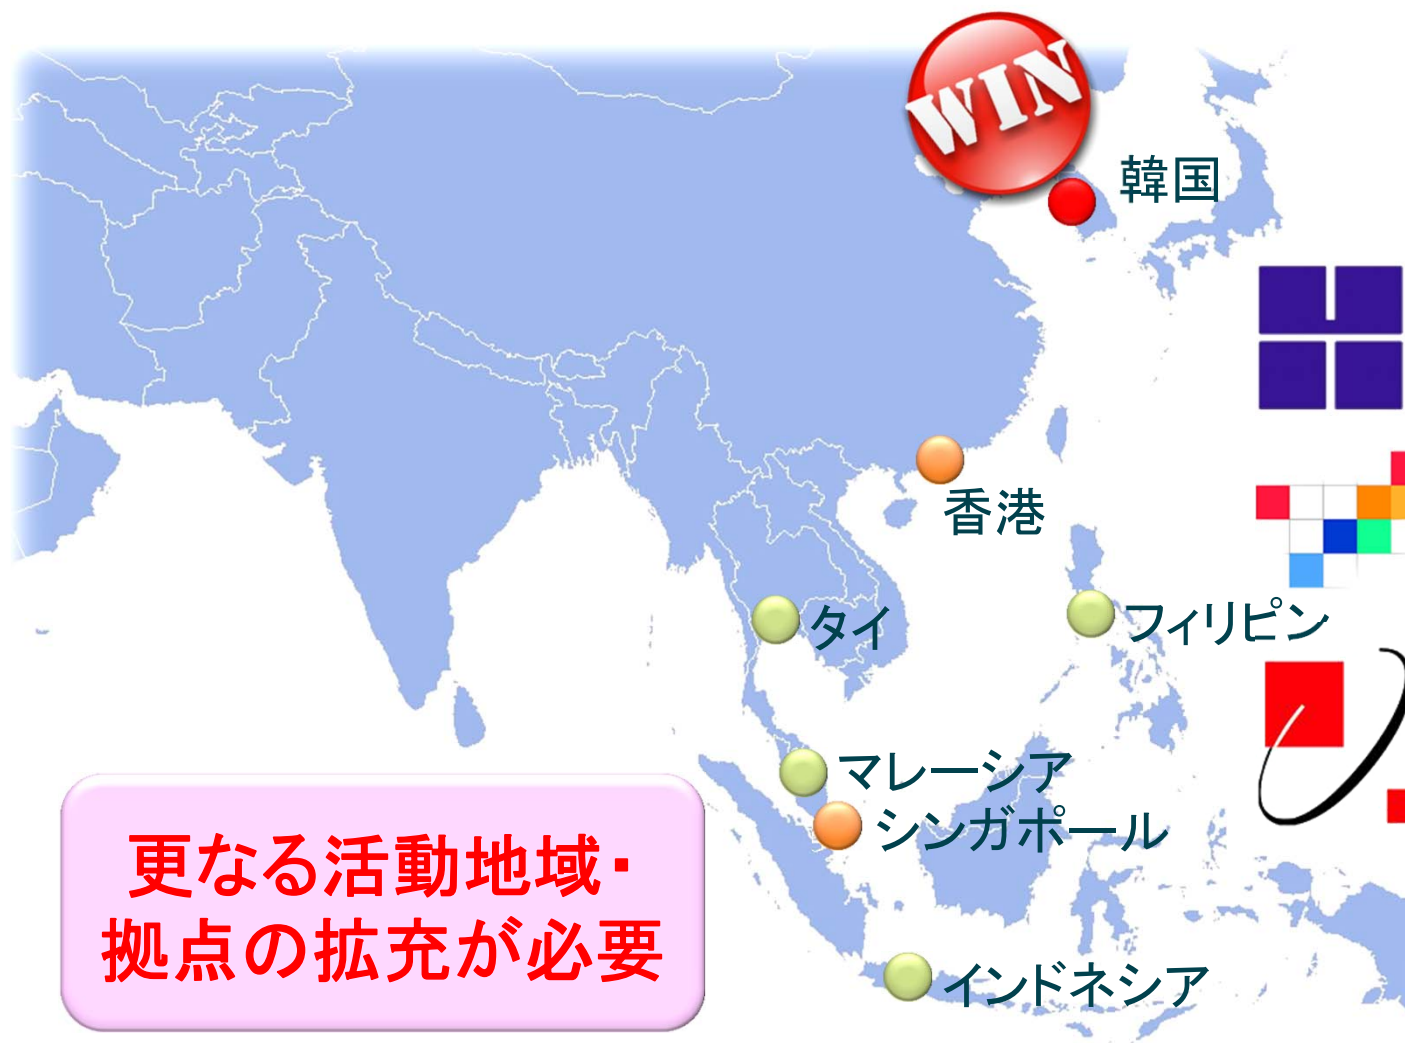 WIN
韓国
香港
タイ
フィリピン
マレーシア
シンガポール
インドネシア
更なる活動地域・
拠点の拡充が必要